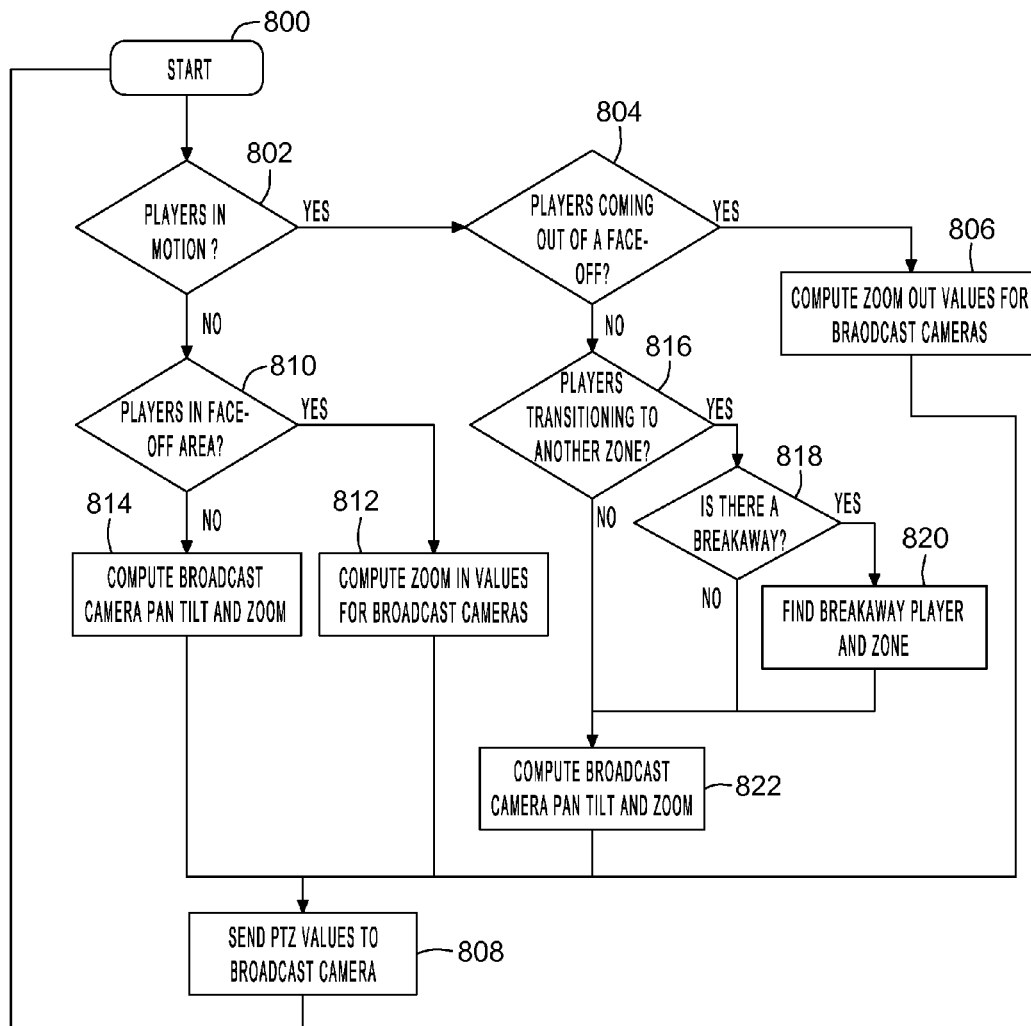 800
START
802
PLAYERS IN
MOTION ?
YES
NO
804
PLAYERS COMING
OUT OF A FACE-
OFF?
YES
NO
806
COMPUTE ZOOM OUT VALUES FOR
BRAODCAST CAMERAS
810
PLAYERS IN FACE-
OFF AREA?
YES
NO
816
PLAYERS
TRANSITIONING TO
ANOTHER ZONE?
YES
NO
818
IS THERE A
BREAKAWAY?
YES
NO
814
COMPUTE BROADCAST
CAMERA PAN TILT AND ZOOM
812
COMPUTE ZOOM IN VALUES
FOR BROADCAST CAMERAS
820
FIND BREAKAWAY PLAYER
AND ZONE
COMPUTE BROADCAST
CAMERA PAN TILT AND ZOOM
822
SEND PTZ VALUES TO
BROADCAST CAMERA
808